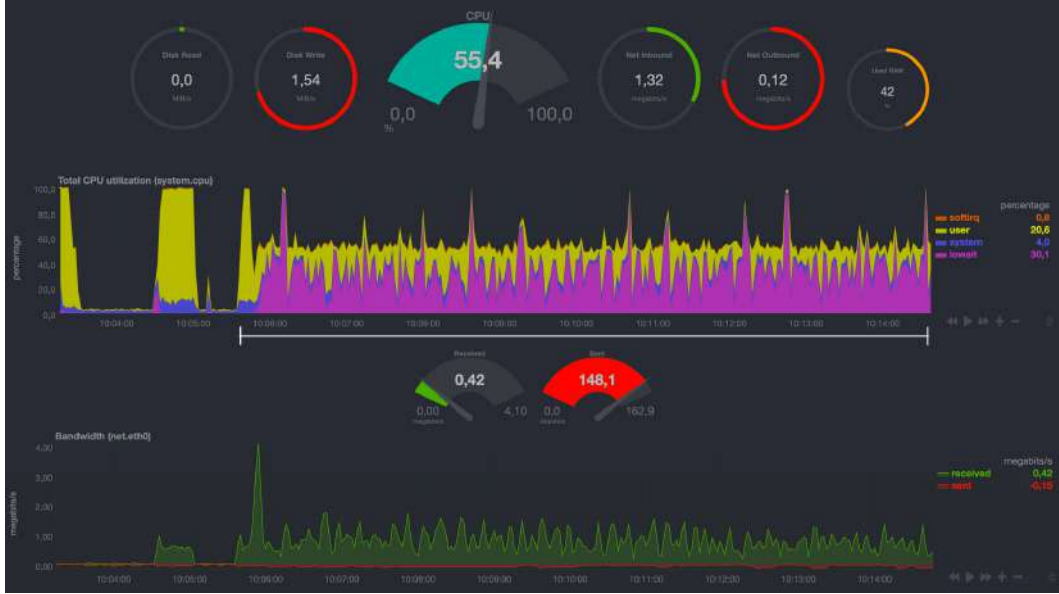 CPU
Disk Read
0,0
MiB/s
Disk Write
1,54
MiB/s
55,4
0,0
100,0
%
Net Inbound
1,32
megabits/s
Net Outbound
0,12
megabits/s
Used RAM
42
%
Total CPU utilization (system.cpu)
percentage
100,0
80,0
60,0
40,0
20,0
0,0
10:04:00 10:05:00 10:06:00 10:07:00 10:08:00 10:09:00 10:10:00 10:11:00 10:12:00 10:13:00 10:14:00
percentage
softirq 0,8
user 20,6
system 4,0
iowait 30,1
Received
0,42
0,00 4,10
megabits/s
Sent
148,1
0,0 162,9
Bandwidth (net.eth0)
megabits/s
4,00
3,00
2,00
1,00
0,00
10:04:00 10:05:00 10:06:00 10:07:00 10:08:00 10:09:00 10:10:00 10:11:00 10:12:00 10:13:00 10:14:00
megabits/s
received 0,42
sent -0,15